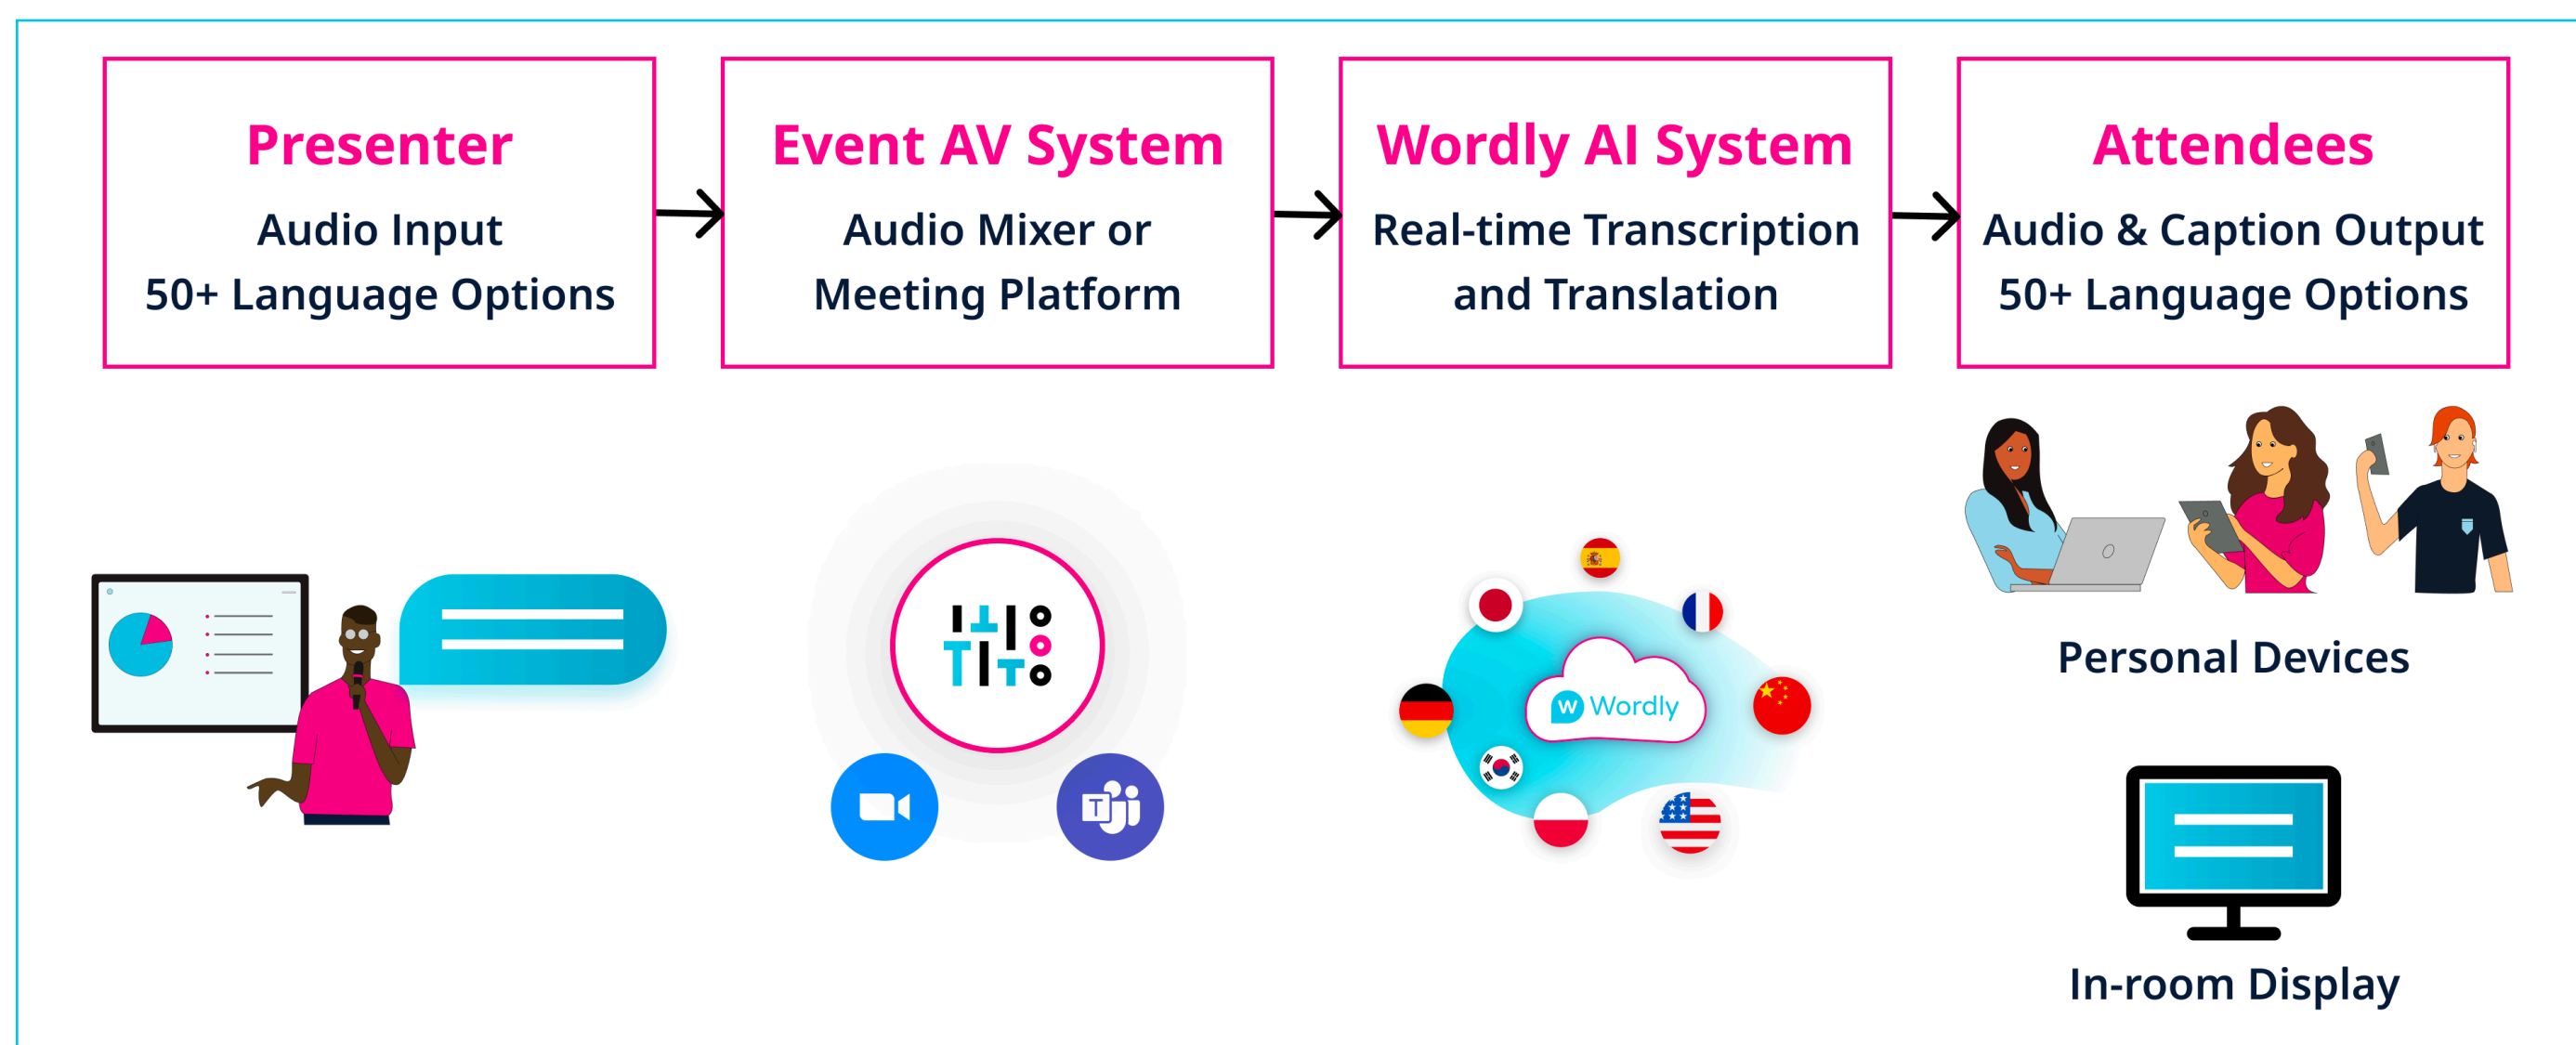 Presenter
Audio Input
50+ Language Options
Event AV System
Audio Mixer or
Meeting Platform
Wordly AI System
Real-time Transcription
and Translation
Attendees
Audio & Caption Output
50+ Language Options
T
W Wordly
Personal Devices
In-room Display